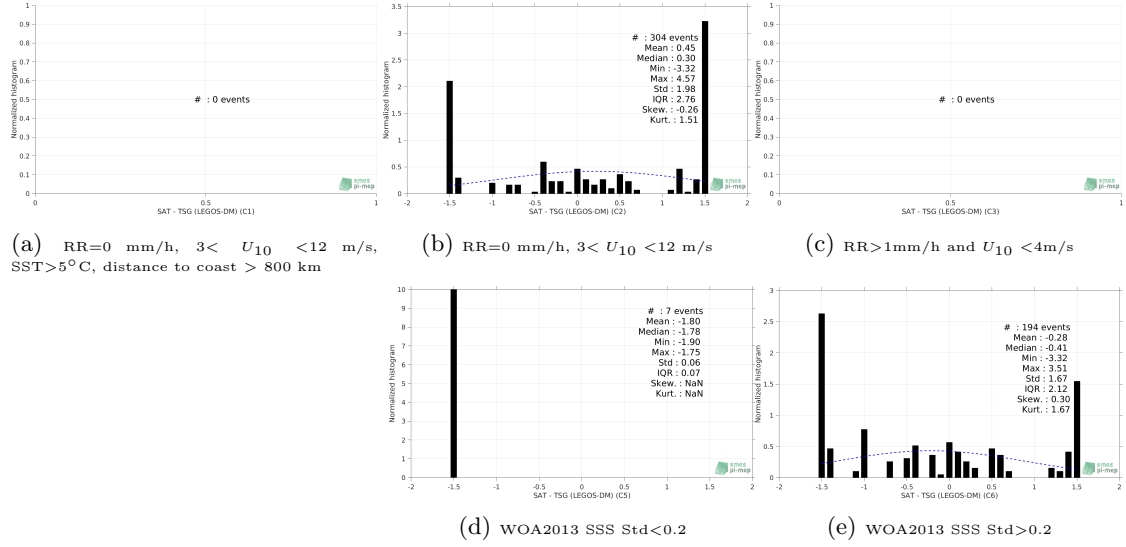 1
0.9
0.8
0.7
0.6
0.5
0.4
0.3
0.2
0.1
0
Normalized histogram
# : 0 events
smos
pi-mep
0 0.5 1
SAT - TSG (LEGOS-DM) (C1)
(a) RR=0 mm/h, 3< U10 <12 m/s,
SST>5°C, distance to coast > 800 km
3.5
3
2.5
2
1.5
1
0.5
0
Normalized histogram
# : 304 events
Mean : 0.45
Median : 0.30
Min : -3.32
Max : 4.57
Std : 1.98
IQR : 2.76
Skew. : -0.26
Kurt. : 1.51
smos
pi-mep
-2 -1.5 -1 -0.5 0 0.5 1 1.5 2
SAT - TSG (LEGOS-DM) (C2)
(b) RR=0 mm/h, 3< U10 <12 m/s
1
0.9
0.8
0.7
0.6
0.5
0.4
0.3
0.2
0.1
0
Normalized histogram
# : 0 events
smos
pi-mep
0 0.5 1
SAT - TSG (LEGOS-DM) (C3)
(c) RR>1mm/h and U10 <4m/s
10
9
8
7
6
5
4
3
2
1
0
Normalized histogram
# : 7 events
Mean : -1.80
Median : -1.78
Min : -1.90
Max : -1.75
Std : 0.06
IQR : 0.07
Skew. : NaN
Kurt. : NaN
smos
pi-mep
-2 -1.5 -1 -0.5 0 0.5 1 1.5 2
SAT - TSG (LEGOS-DM) (C5)
(d) WOA2013 SSS Std<0.2
3
2.5
2
1.5
1
0.5
0
Normalized histogram
# : 194 events
Mean : -0.28
Median : -0.41
Min : -3.32
Max : 3.51
Std : 1.67
IQR : 2.12
Skew. : 0.30
Kurt. : 1.67
smos
pi-mep
-2 -1.5 -1 -0.5 0 0.5 1 1.5 2
SAT - TSG (LEGOS-DM) (C6)
(e) WOA2013 SSS Std>0.2